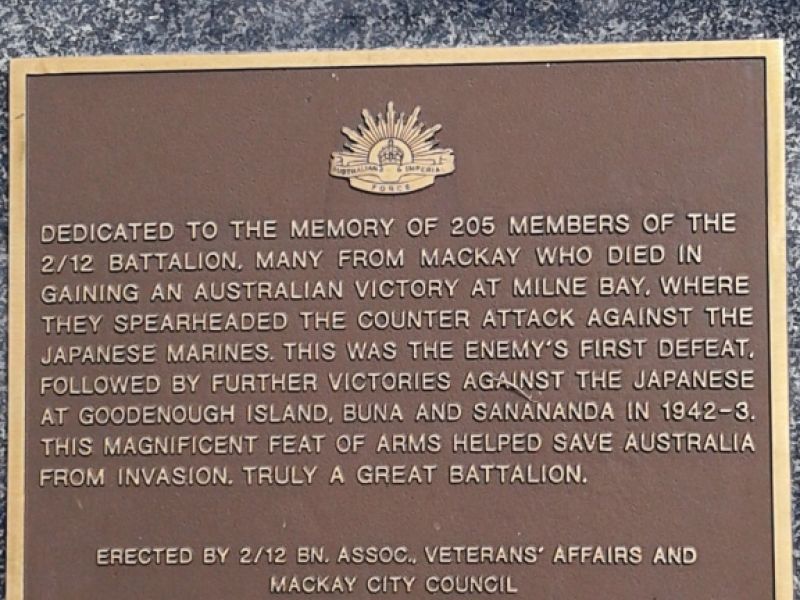 AUSTRALIAN & IMPERIAL
FORCE
DEDICATED TO THE MEMORY OF 205 MEMBERS OF THE
2/12 BATTALION, MANY FROM MACKAY WHO DIED IN
GAINING AN AUSTRALIAN VICTORY AT MILNE BAY, WHERE
THEY SPEARHEADED THE COUNTER ATTACK AGAINST THE
JAPANESE MARINES. THIS WAS THE ENEMY'S FIRST DEFEAT,
FOLLOWED BY FURTHER VICTORIES AGAINST THE JAPANESE
AT GOODENOUGH ISLAND, BUNA AND SANANANDA IN 1942-3.
THIS MAGNIFICENT FEAT OF ARMS HELPED SAVE AUSTRALIA
FROM INVASION. TRULY A GREAT BATTALION.
ERECTED BY 2/12 BN. ASSOC., VETERANS' AFFAIRS AND
MACKAY CITY COUNCIL